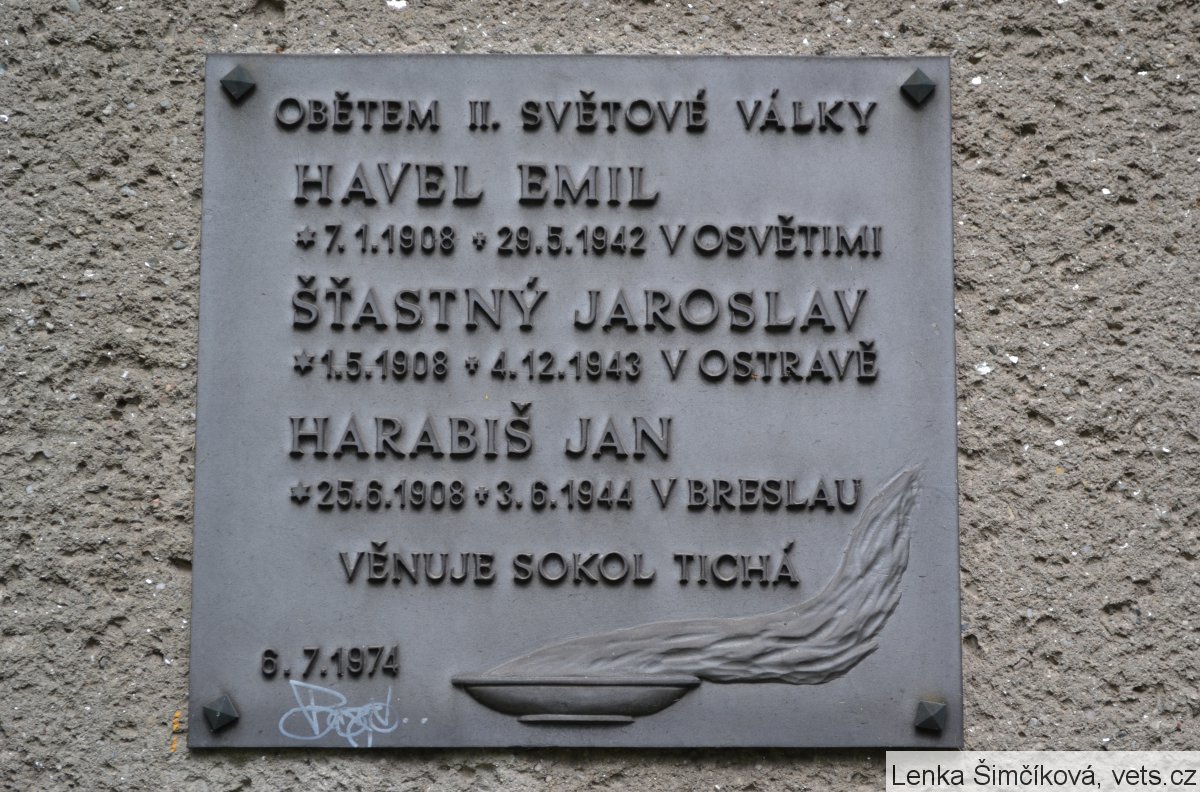 OBĚTEM II. SVĚTOVÉ VÁLKY
HAVEL EMIL
✡7.1.1908 ✠ 29.5.1942 V OSVĚTIMI
ŠŤASTNÝ JAROSLAV
✡1.5.1908 ✠ 4.12.1943 V OSTRAVĚ
HARABIŠ JAN
✡25.6.1908 ✠ 3.6.1944 V BRESLAU
VĚNUJE SOKOL TICHÁ
6.7.1974
Lenka Šimčíková, vets.cz